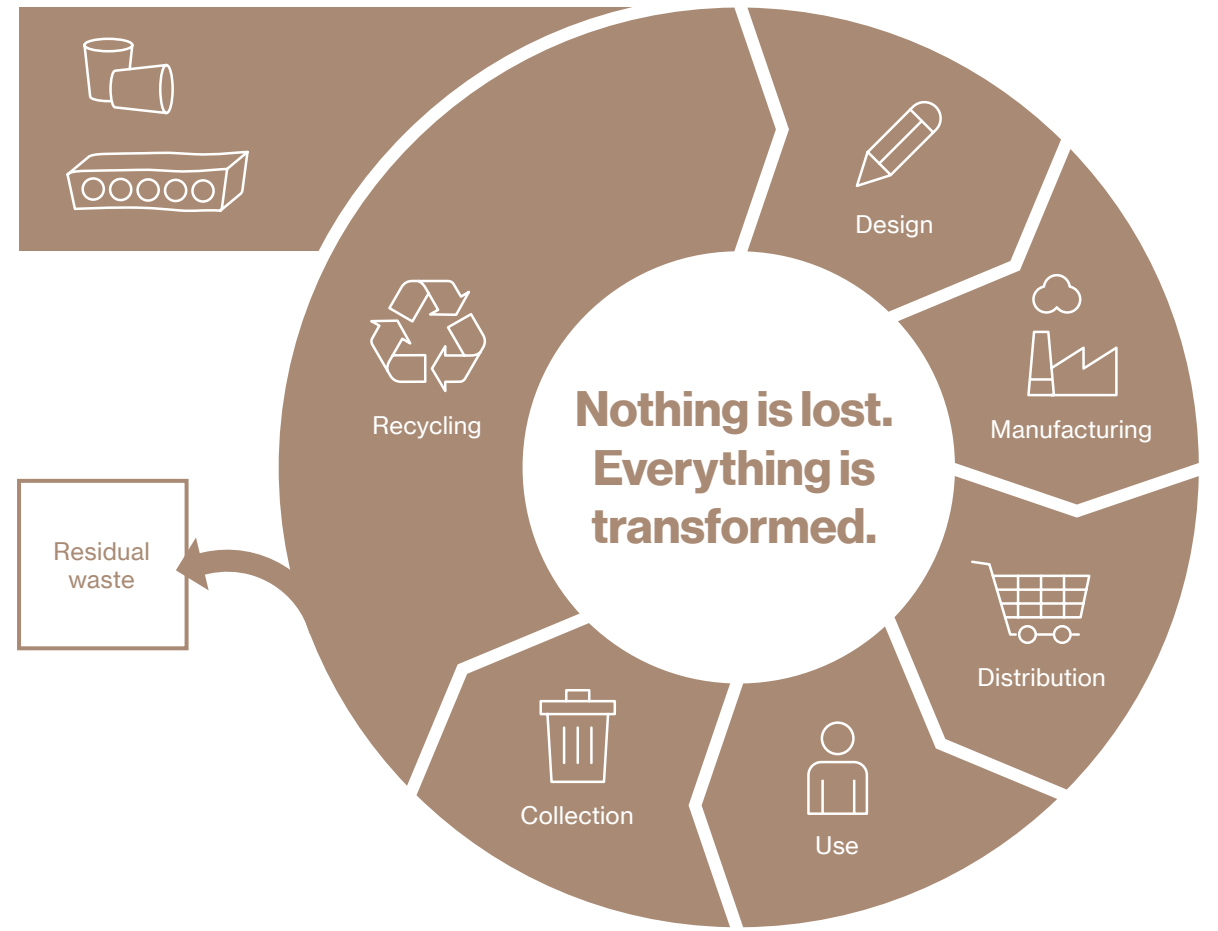 Design
Manufacturing
Distribution
Use
Collection
Recycling
Residual
waste
Nothing is lost.
Everything is
transformed.